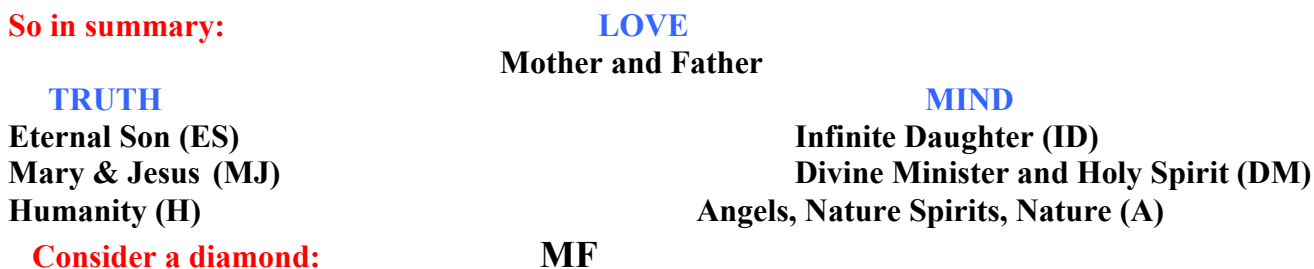 So in summary: LOVE
Mother and Father
TRUTH MIND
Eternal Son (ES) Infinite Daughter (ID)
Mary & Jesus (MJ) Divine Minister and Holy Spirit (DM)
Humanity (H) Angels, Nature Spirits, Nature (A)
Consider a diamond: MF